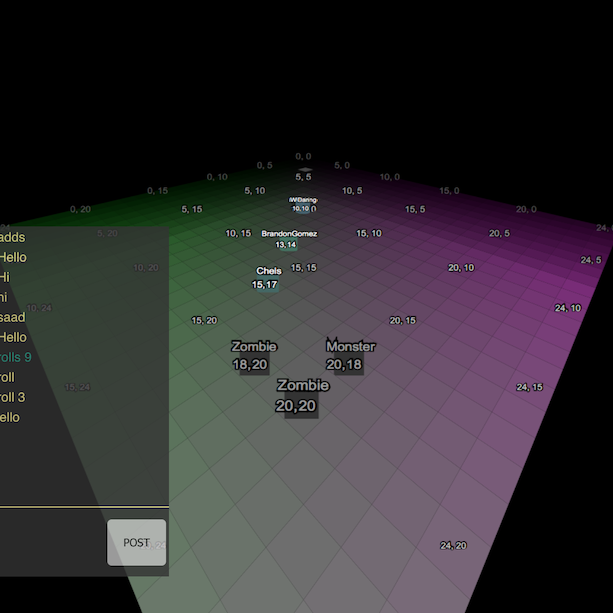 0, 0
0, 5
5, 0
0, 10
5, 5
10, 0
0, 15
5, 10
10, 5
15, 0
10,10
0, 20
5, 15
15, 5
20, 0
5, 20
10, 15
BrandonGomez
13,14
15, 10
20, 5
24, 5
10, 20
Chels
15,17
15, 15
20, 10
10, 24
24, 10
15, 20
20, 15
Zombie
18,20
Monster
20,18
15, 24
Zombie
20,20
24, 15
24, 20
adds
Hello
Hi
hi
saad
Hello
rolls 9
roll
roll 3
ello
POST